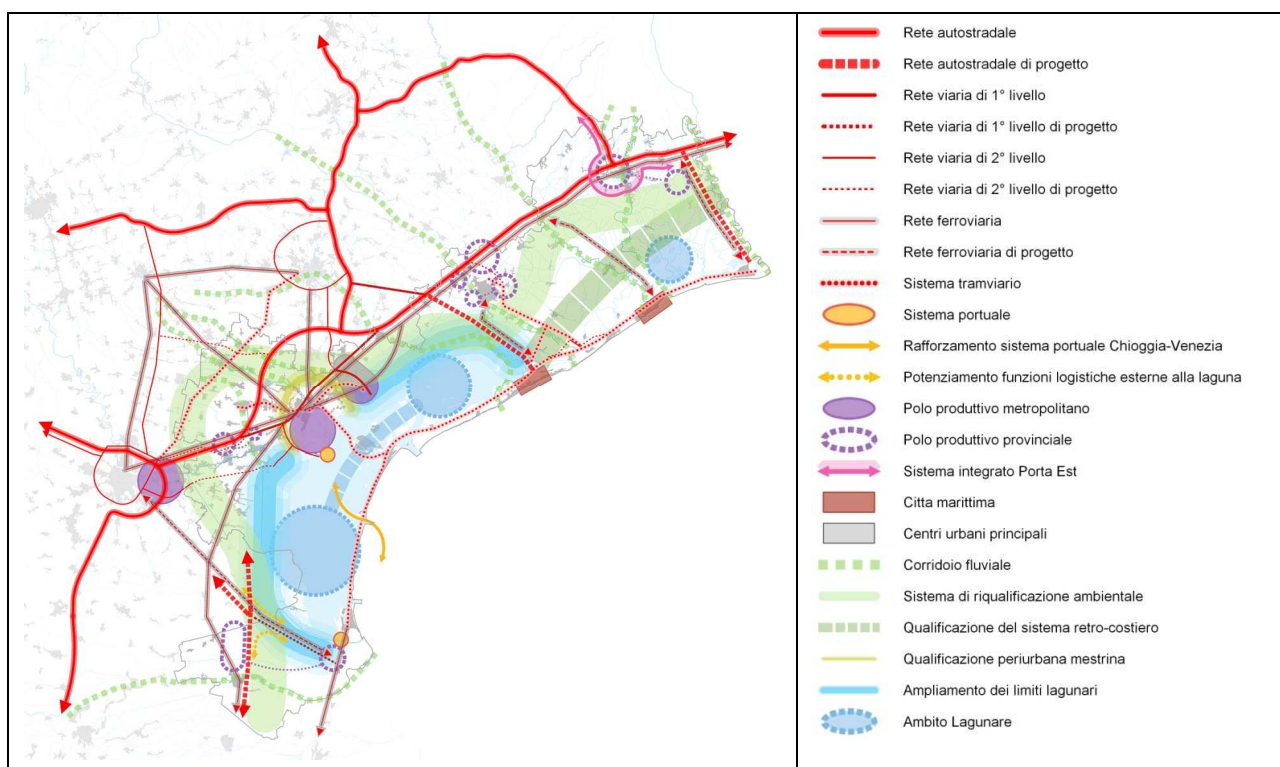 Rete autostradale
Rete autostradale di progetto
Rete viaria di 1° livello
Rete viaria di 1° livello di progetto
Rete viaria di 2° livello
Rete viaria di 2° livello di progetto
Rete ferroviaria
Rete ferroviaria di progetto
Sistema tramviario
Sistema portuale
Rafforzamento sistema portuale Chioggia-Venezia
Potenziamento funzioni logistiche esterne alla laguna
Polo produttivo metropolitano
Polo produttivo provinciale
Sistema integrato Porta Est
Citta marittima
Centri urbani principali
Corridoio fluviale
Sistema di riqualificazione ambientale
Qualificazione del sistema retro-costiero
Qualificazione periurbana mestrina
Ampliamento dei limiti lagunari
Ambito Lagunare